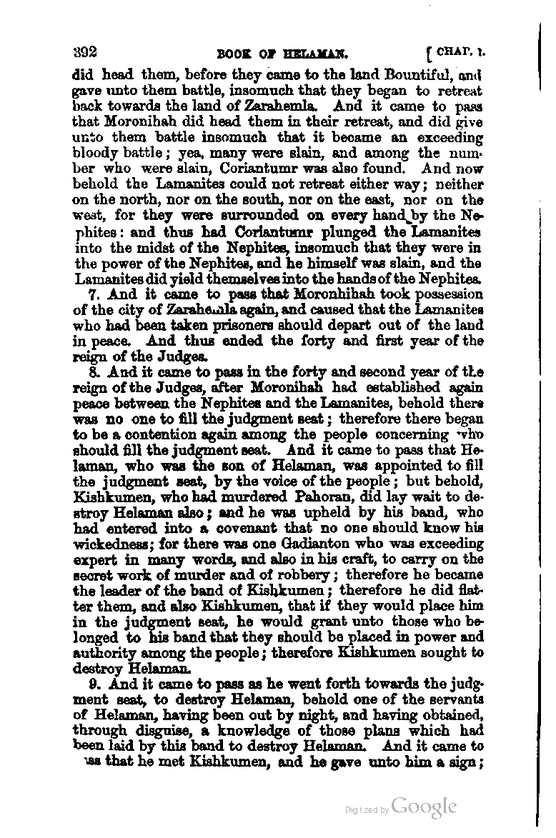 392 BOOK OF HELAMAN. [ CHAP. 1.
did head them, before they came to the land Bountiful, and
gave unto them battle, insomuch that they began to retreat
back towards the land of Zarahemla. And it came to pass
that Moronihah did head them in their retreat, and did give
unto them battle insomuch that it became an exceeding
bloody battle; yea, many were slain, and among the num-
ber who were slain, Coriantumr was also found. And now
behold the Lamanites could not retreat either way; neither
on the north, nor on the south, nor on the east, nor on the
west, for they were surrounded on every hand by the Ne-
phites: and thus had Coriantumr plunged the Lamanites
into the midst of the Nephites, insomuch that they were in
the power of the Nephites, and he himself was slain, and the
Lamanites did yield themselves into the hands of the Nephites.
7. And it came to pass that Moronhihah took possession
of the city of Zarahemla again, and caused that the Lamanites
who had been taken prisoners should depart out of the land
in peace. And thus ended the forty and first year of the
reign of the Judges.
8. And it came to pass in the forty and second year of the
reign of the Judges, after Moronihah had established again
peace between the Nephites and the Lamanites, behold there
was no one to fill the judgment seat; therefore there began
to be a contention again among the people concerning who
should fill the judgment seat. And it came to pass that He-
laman, who was the son of Helaman, was appointed to fill
the judgment seat, by the voice of the people; but behold,
Kishkumen, who had murdered Pahoran, did lay wait to de-
stroy Helaman also; and he was upheld by his band, who
had entered into a covenant that no one should know his
wickedness; for there was one Gadianton who was exceeding
expert in many words, and also in his craft, to carry on the
secret work of murder and of robbery; therefore he became
the leader of the band of Kishkumen; therefore he did flat-
ter them, and also Kishkumen, that if they would place him
in the judgment seat, he would grant unto those who be-
longed to his band that they should be placed in power and
authority among the people; therefore Kishkumen sought to
destroy Helaman.
9. And it came to pass as he went forth towards the judg-
ment seat, to destroy Helaman, behold one of the servants
of Helaman, having been out by night, and having obtained,
through disguise, a knowledge of those plans which had
been laid by this band to destroy Helaman. And it came to
pass that he met Kishkumen, and he gave unto him a sign;
Digitized by Google